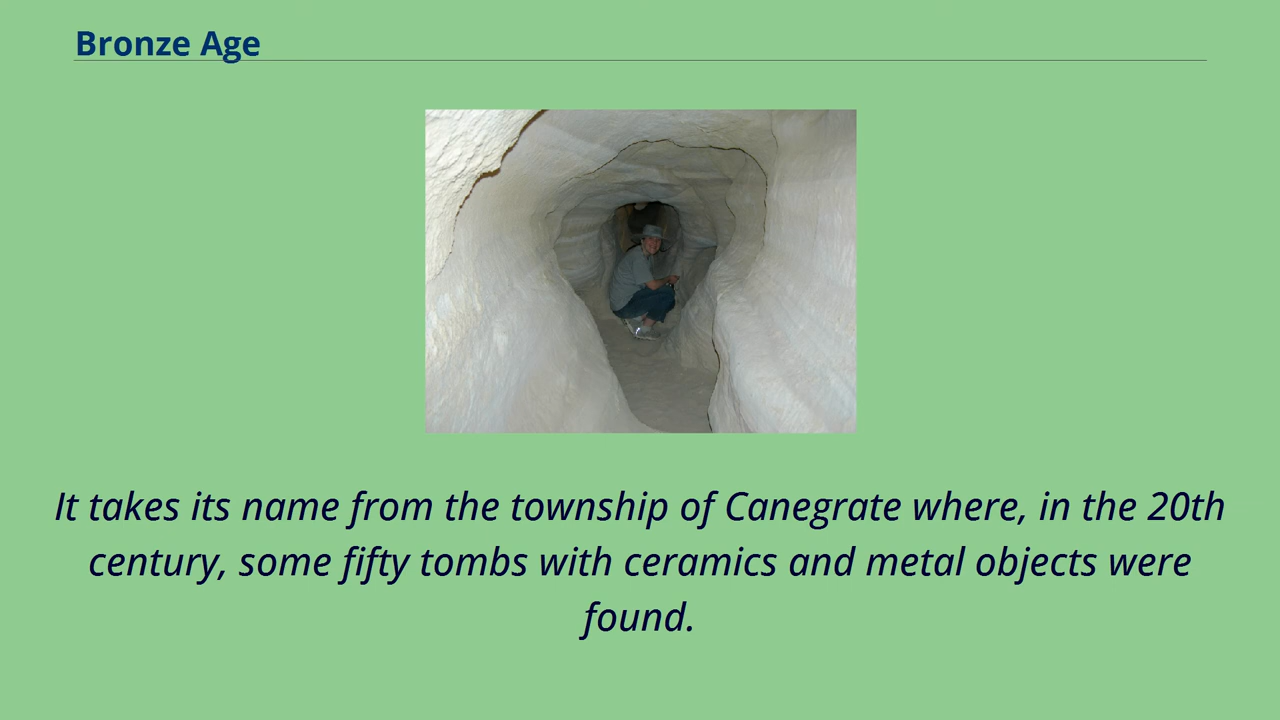 Bronze Age
It takes its name from the township of Canegrate where, in the 20th
century, some fifty tombs with ceramics and metal objects were
found.